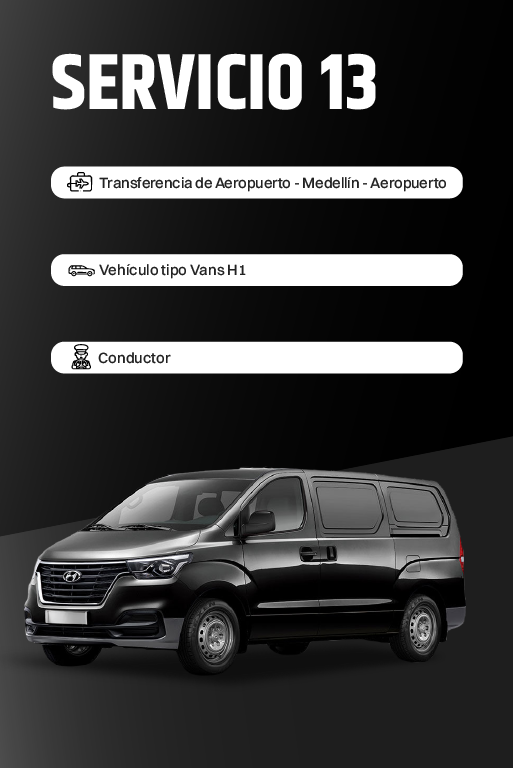 SERVICIO 13
Transferencia de Aeropuerto - Medellín - Aeropuerto
Vehículo tipo Vans H1
Conductor